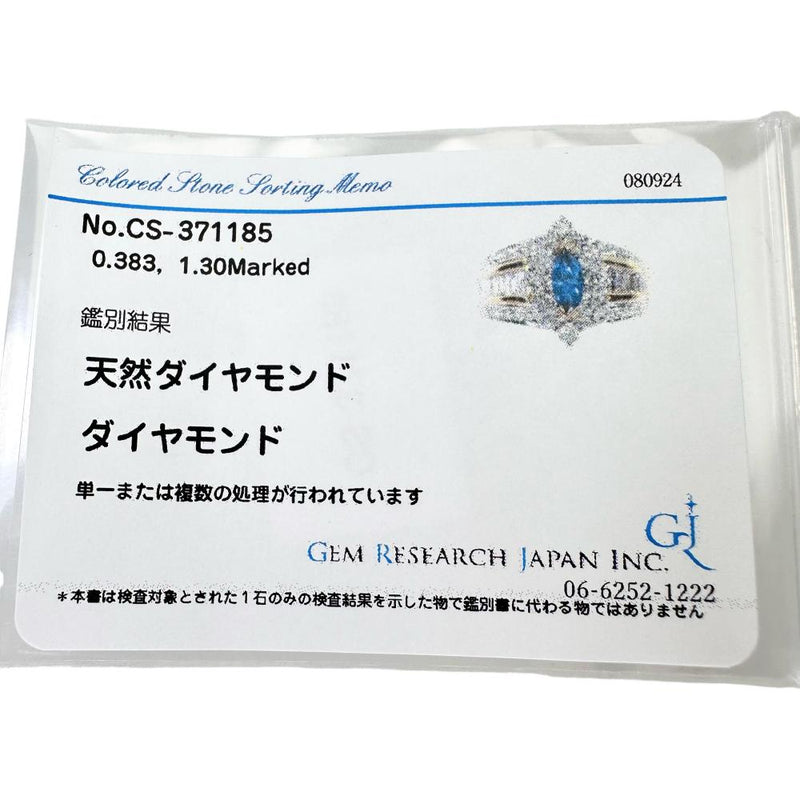 Colored Stone Sorting Memo
080924
No.CS-371185
0.383, 1.30Marked
鑑別結果
天然ダイヤモンド
ダイヤモンド
単一または複数の処理が行われています
GJR
GEM RESEARCH JAPAN INC.
06-6252-1222
*本書は検査対象とされた1石のみの検査結果を示した物で鑑別書に代わる物ではありません